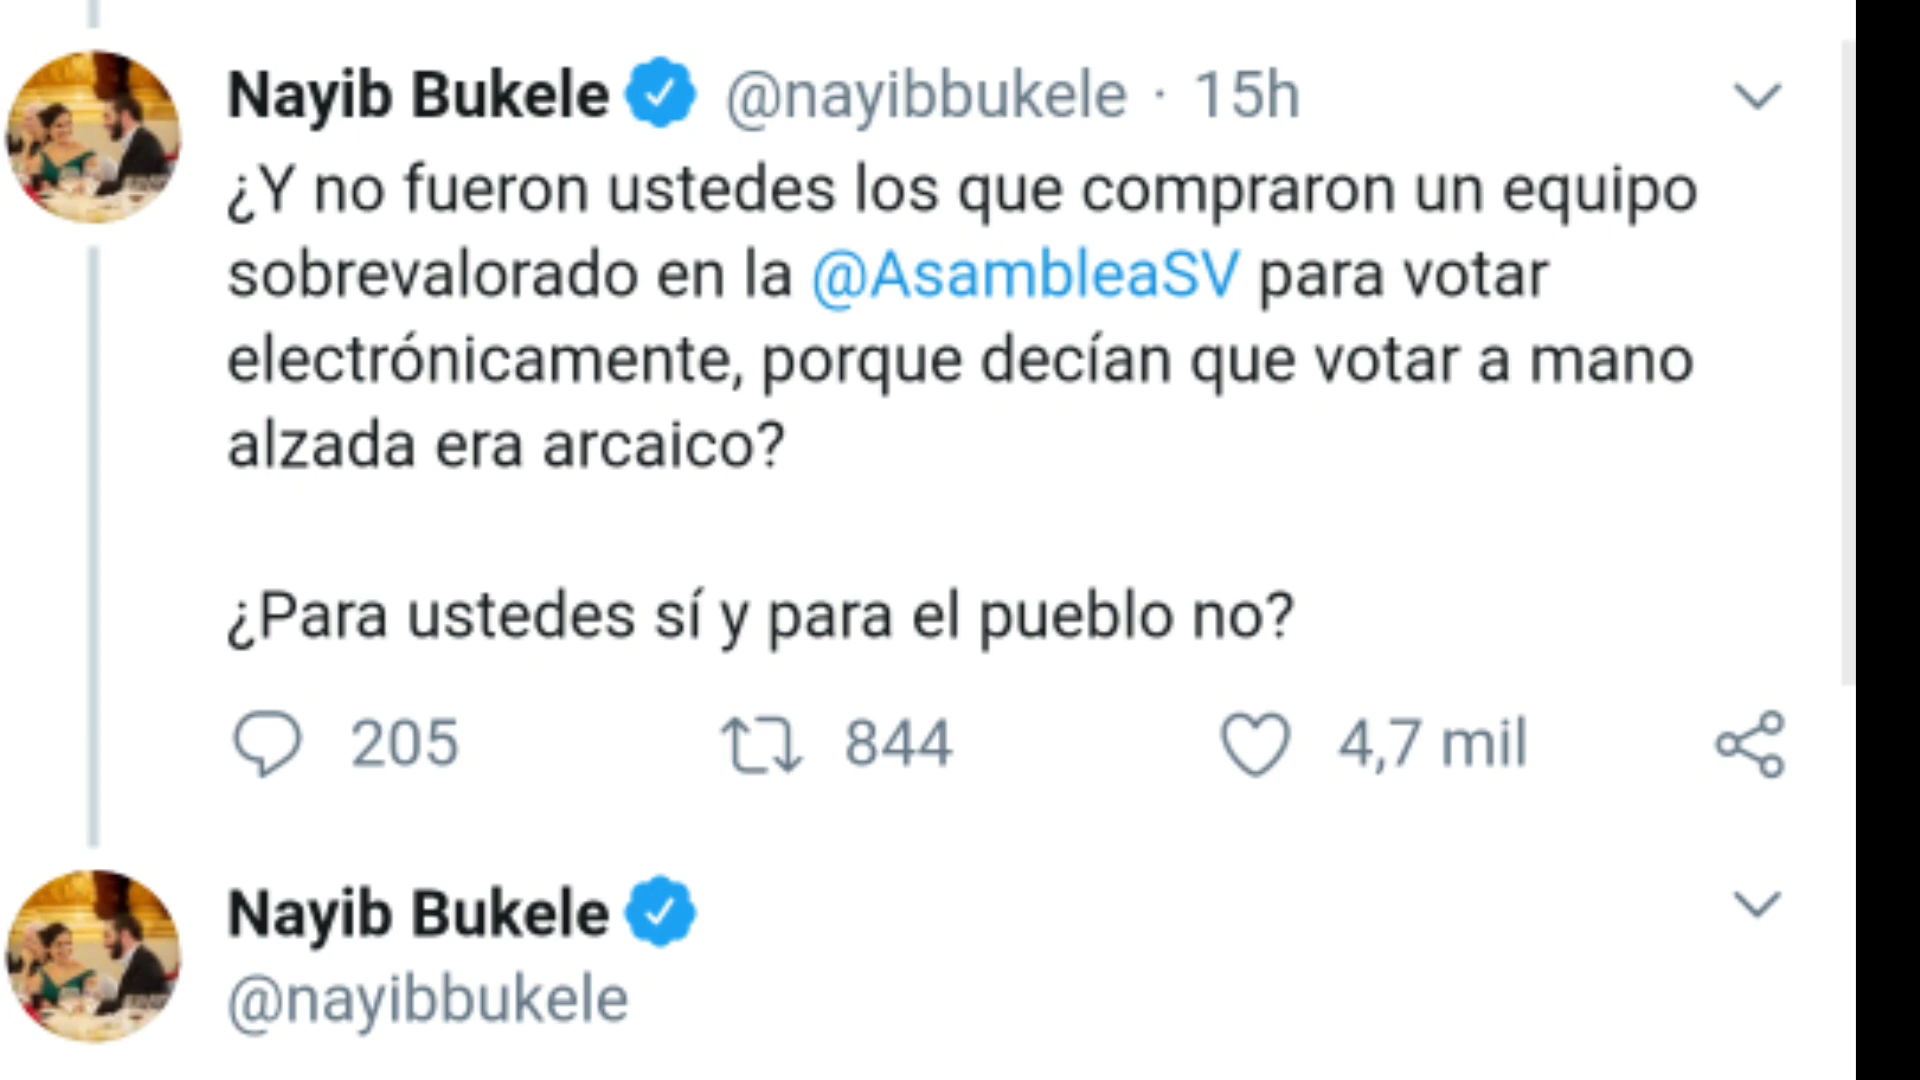 Nayib Bukele @nayibbukele · 15h
¿Y no fueron ustedes los que compraron un equipo
sobrevalorado en la @AsambleaSV para votar
electrónicamente, porque decían que votar a mano
alzada era arcaico?
¿Para ustedes sí y para el pueblo no?
205 844 4,7 mil
Nayib Bukele
@nayibbukele